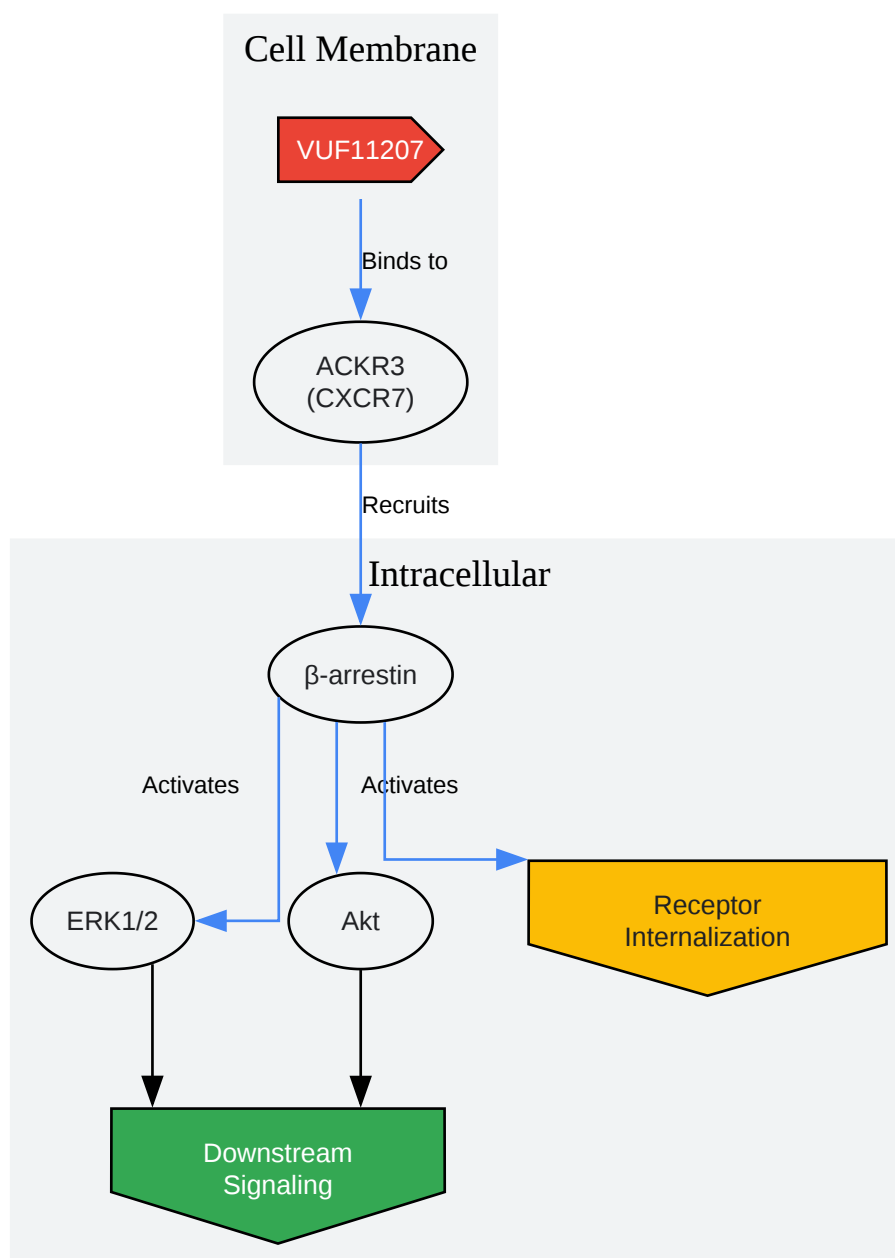 Cell Membrane
VUF11207
Binds to
ACKR3
(CXCR7)
Recruits
Intracellular
β-arrestin
Activates
Activates
ERK1/2
Akt
Receptor
Internalization
Downstream
Signaling